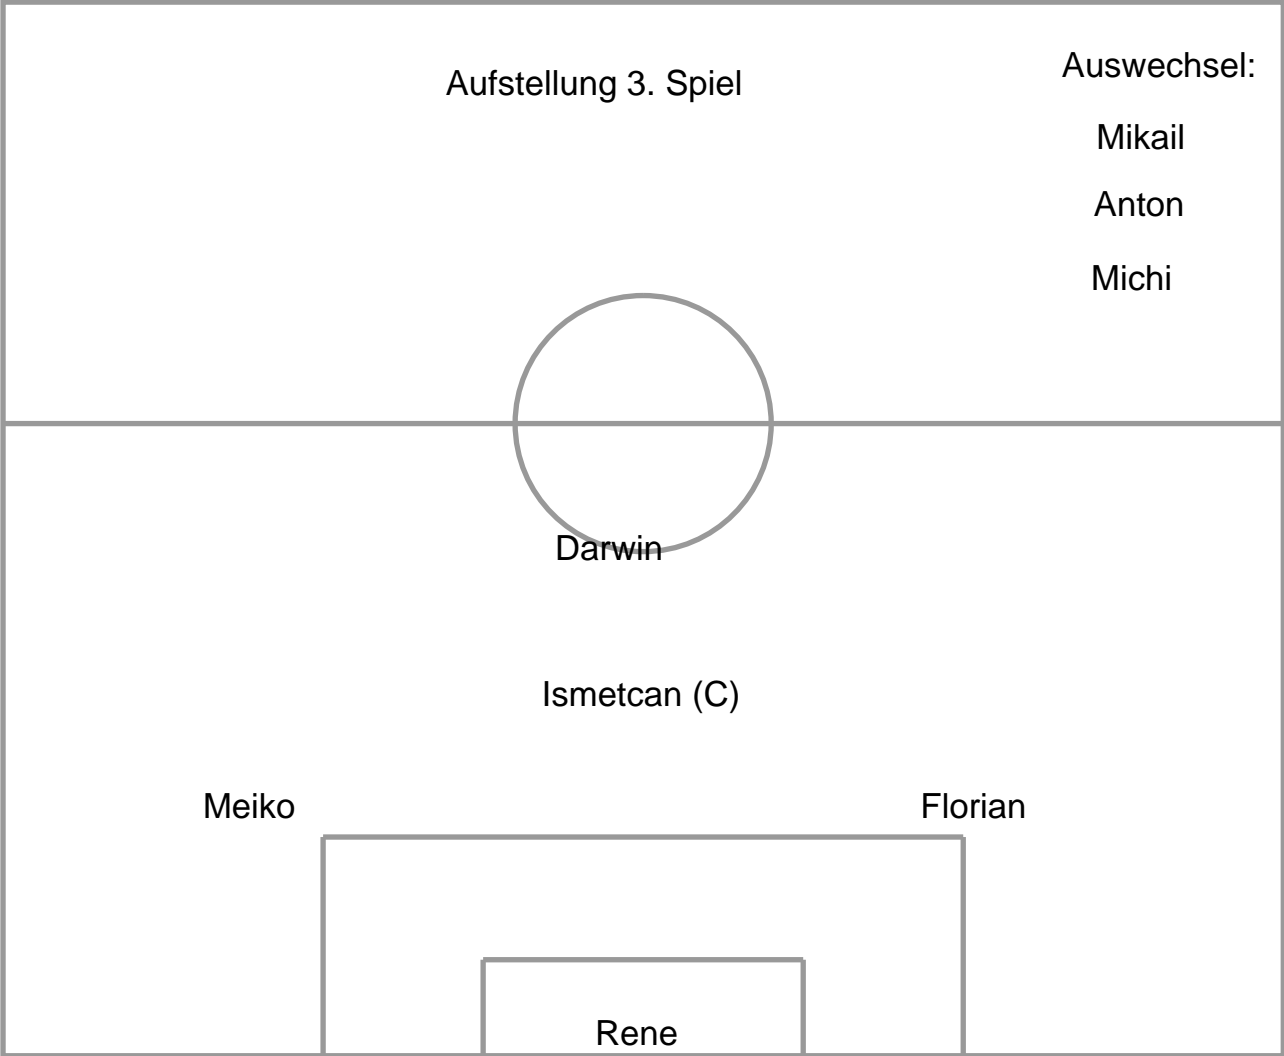 Aufstellung 3. Spiel
Auswechsel:
Mikail
Anton
Michi
Darwin
Ismetcan (C)
Meiko
Florian
Rene